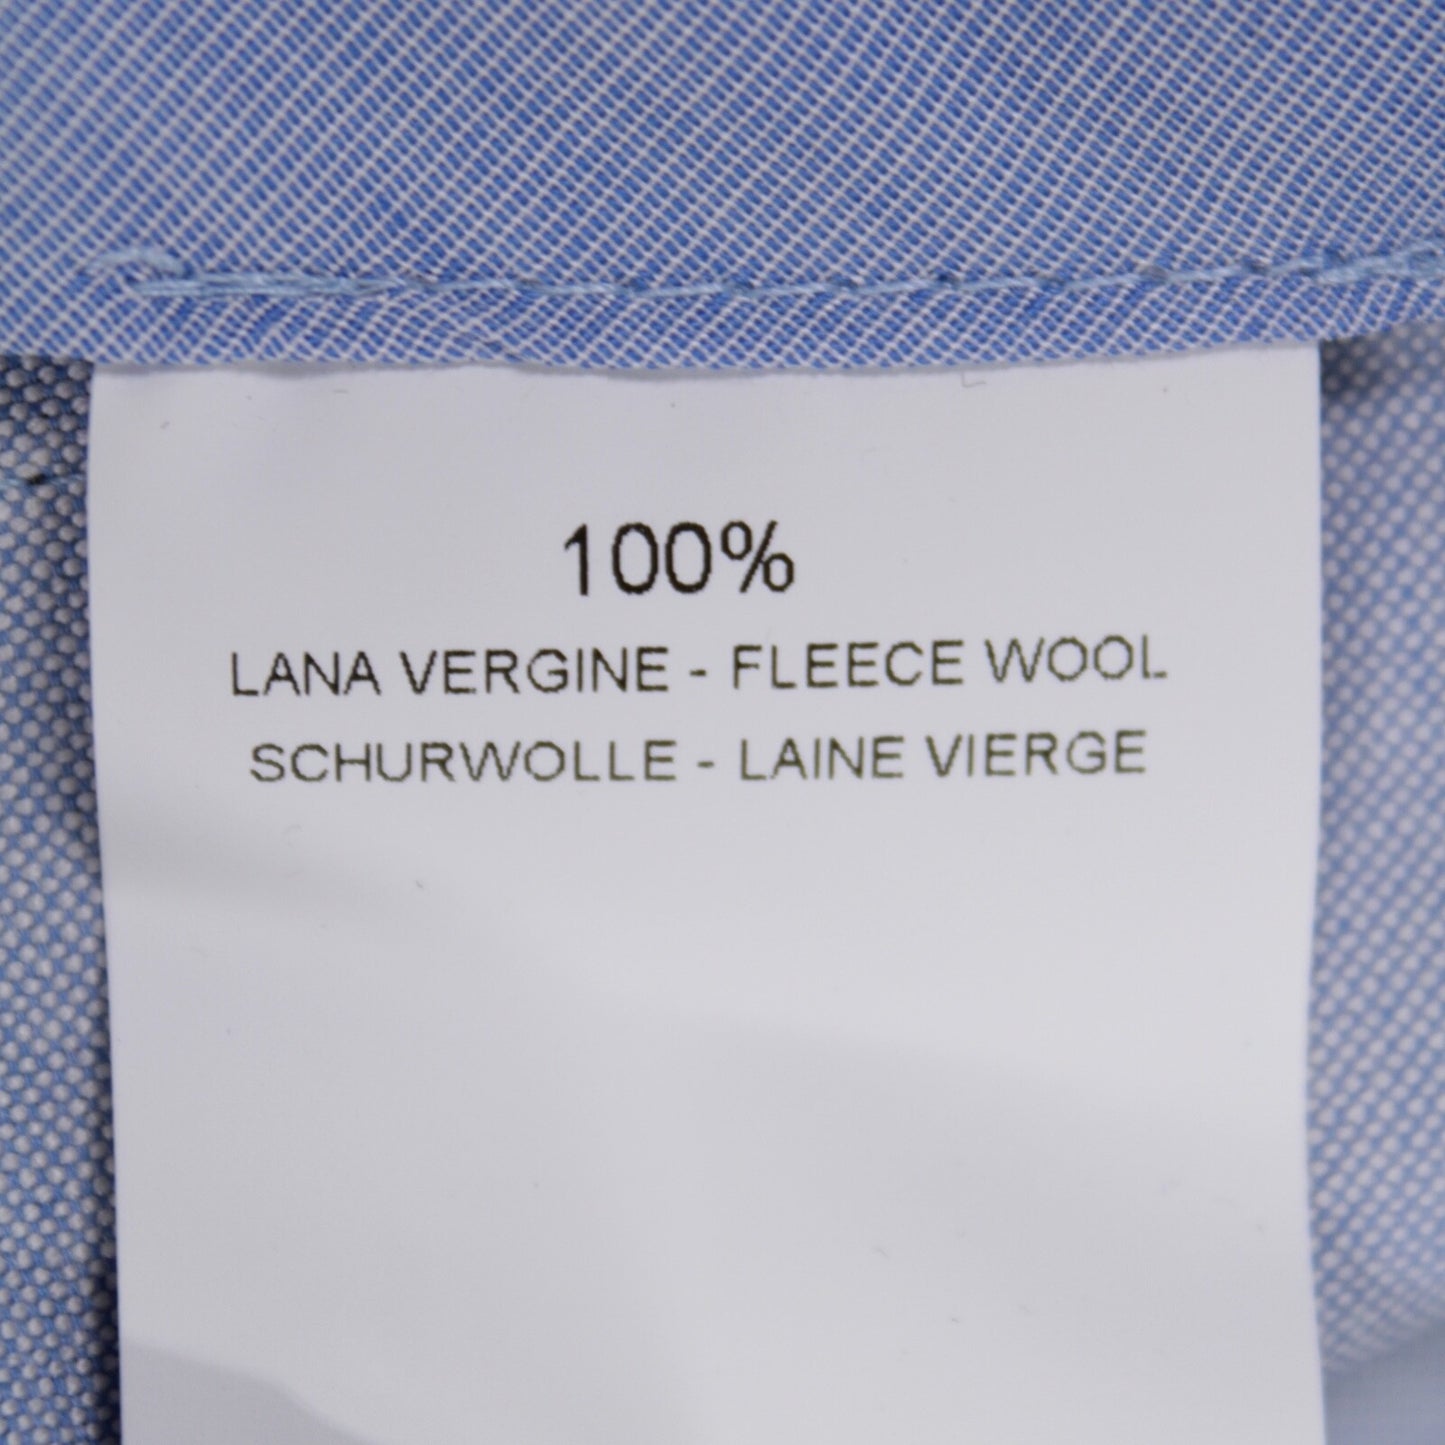 100%
LANA VERGINE - FLEECE WOOL
SCHURWOLLE - LAINE VIERGE